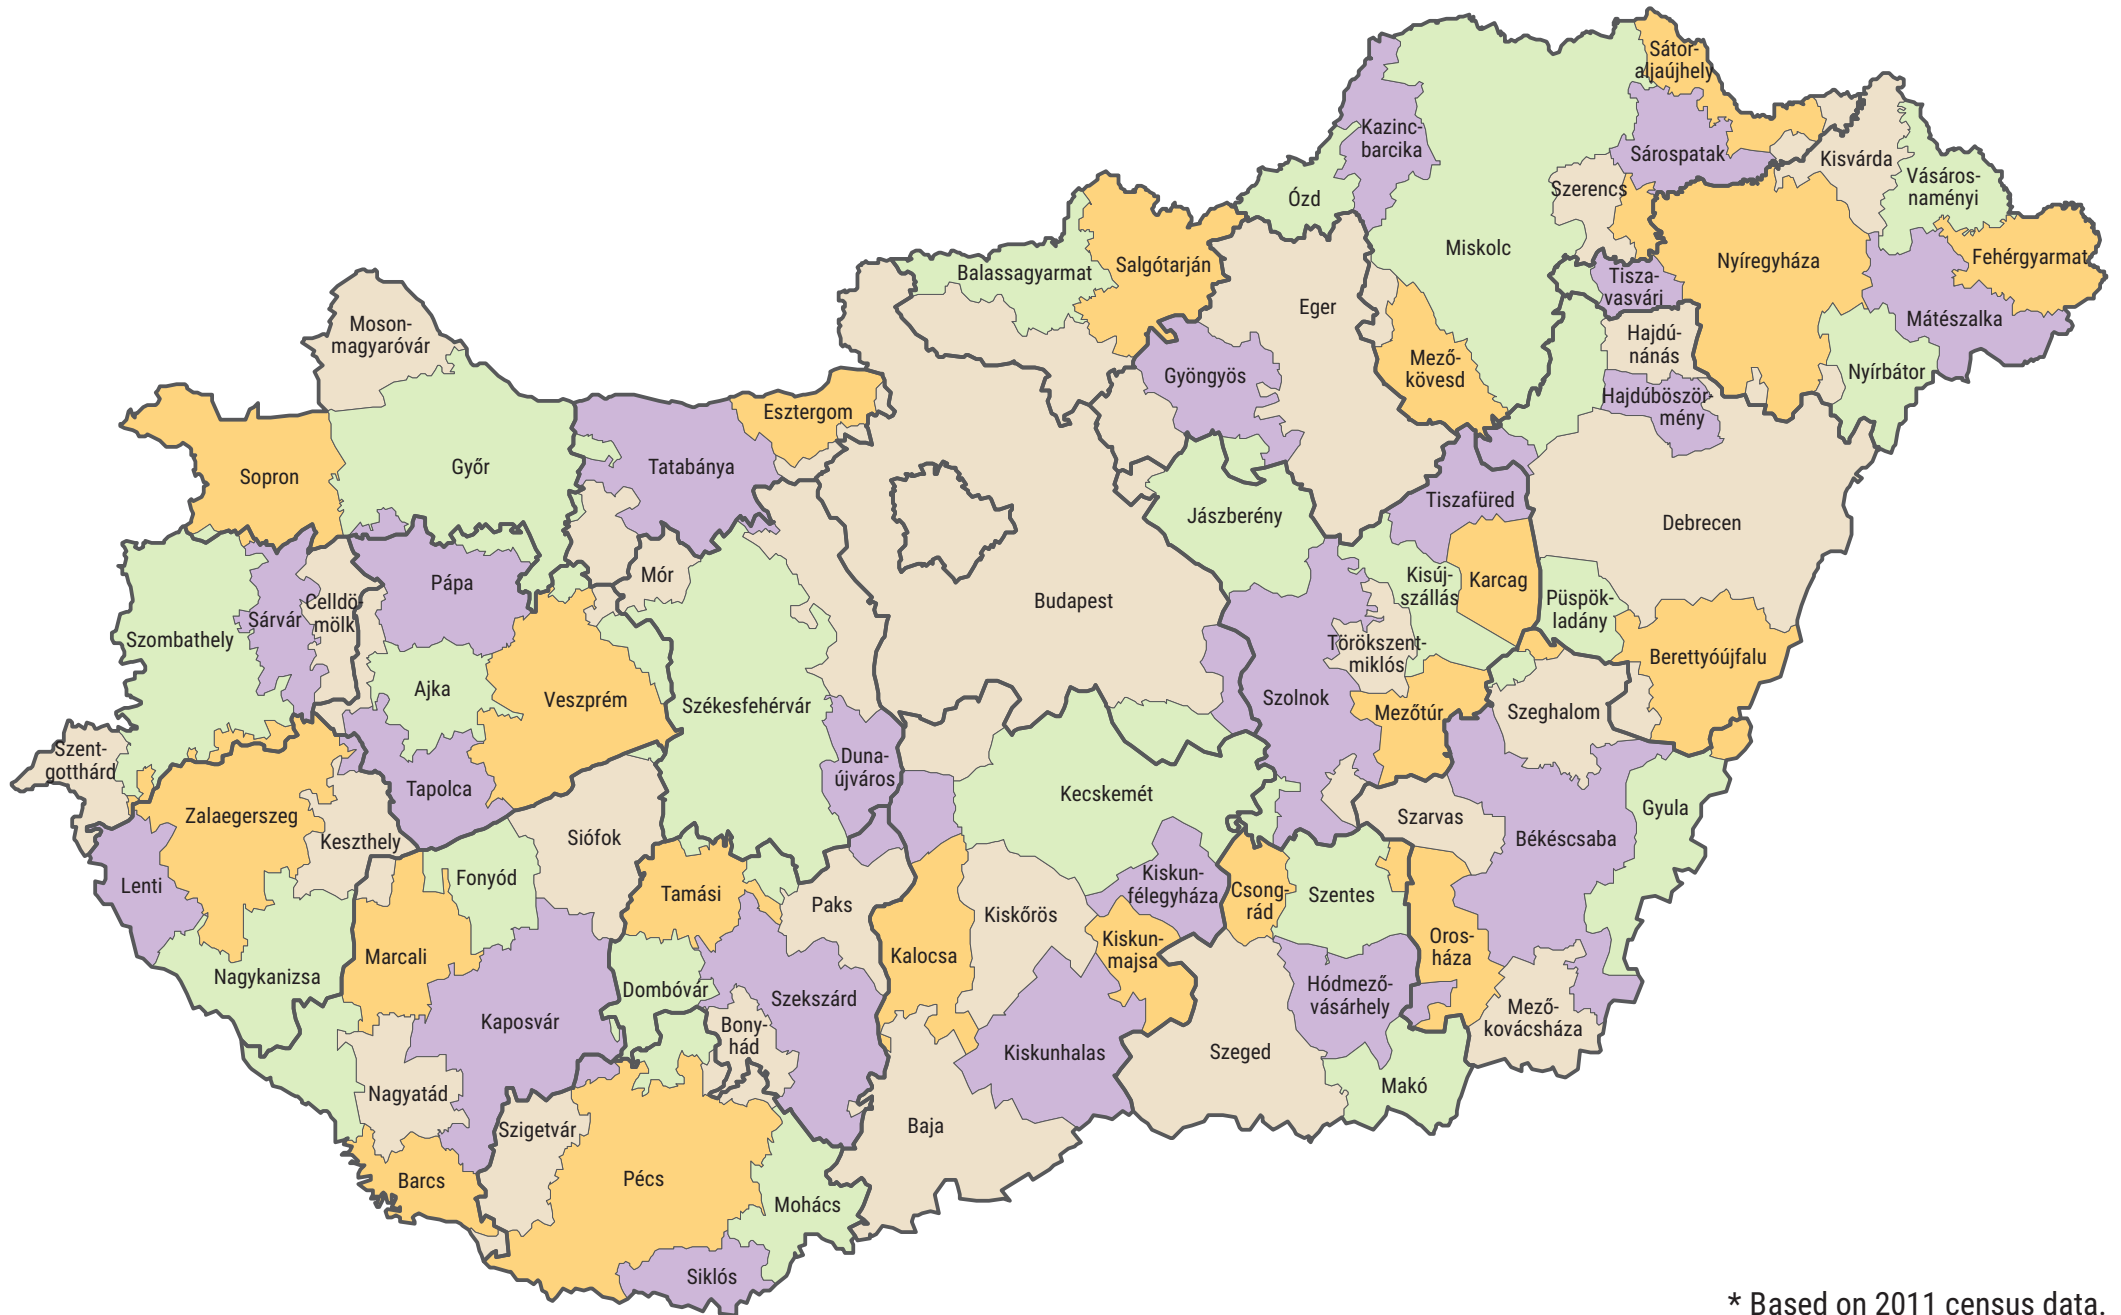 Sátor-
aljaújhely
Kazinc-
barcika
Sárospatak
Kisvárda
Vásáros-
naményi
Szerencs
Ózd
Miskolc
Fehérgyarmat
Nyíregyháza
Balassagyarmat
Salgótarján
Tisza-
vasvári
Eger
Mátészalka
Moson-
magyaróvár
Hajdú-
nánás
Mező-
kövesd
Gyöngyös
Nyírbátor
Hajdúböször-
mény
Esztergom
Sopron
Győr
Tatabánya
Tiszafüred
Jászberény
Debrecen
Pápa
Mór
Kisúj-
szállás
Karcag
Püspök-
ladány
Budapest
Celldö-
mölk
Sárvár
Szombathely
Törökszent-
miklós
Berettyóújfalu
Ajka
Veszprém
Székesfehérvár
Szolnok
Mezőtúr
Szeghalom
Szent-
gotthárd
Duna-
újváros
Tapolca
Kecskemét
Gyula
Zalaegerszeg
Keszthely
Siófok
Szarvas
Békéscsaba
Lenti
Fonyód
Tamási
Paks
Kiskun-
félegyháza
Csong-
rád
Szentes
Kiskőrös
Kiskun-
majsa
Oros-
háza
Marcali
Kalocsa
Nagykanizsa
Dombóvár
Szekszárd
Hódmező-
vásárhely
Mező-
kovácsháza
Kaposvár
Bony-
hád
Kiskunhalas
Szeged
Makó
Nagyatád
Szigetvár
Baja
Barcs
Pécs
Mohács
Siklós
* Based on 2011 census data.